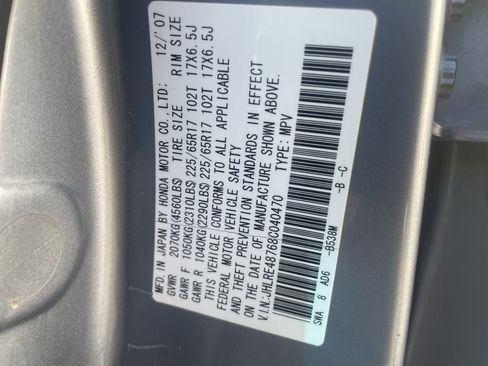 MFD. IN JAPAN BY HONDA MOTOR CO., LTD: 12/'07
GVWR 2070KG(4560LBS) TIRE SIZE RIM SIZE
GAWR F 1050KG(2310LBS) 225/65R17 102T 17X6.5J
GAWR R 1040KG(2290LBS) 225/65R17 102T 17X6.5J
THIS VEHICLE CONFORMS TO ALL APPLICABLE
FEDERAL MOTOR VEHICLE SAFETY
AND THEFT PREVENTION STANDARDS IN EFFECT
ON THE DATE OF MANUFACTURE SHOWN ABOVE.
V.I.N:JHLRE48768C040470 TYPE: MPV
SWA 8 AD6 -B538M -B -C